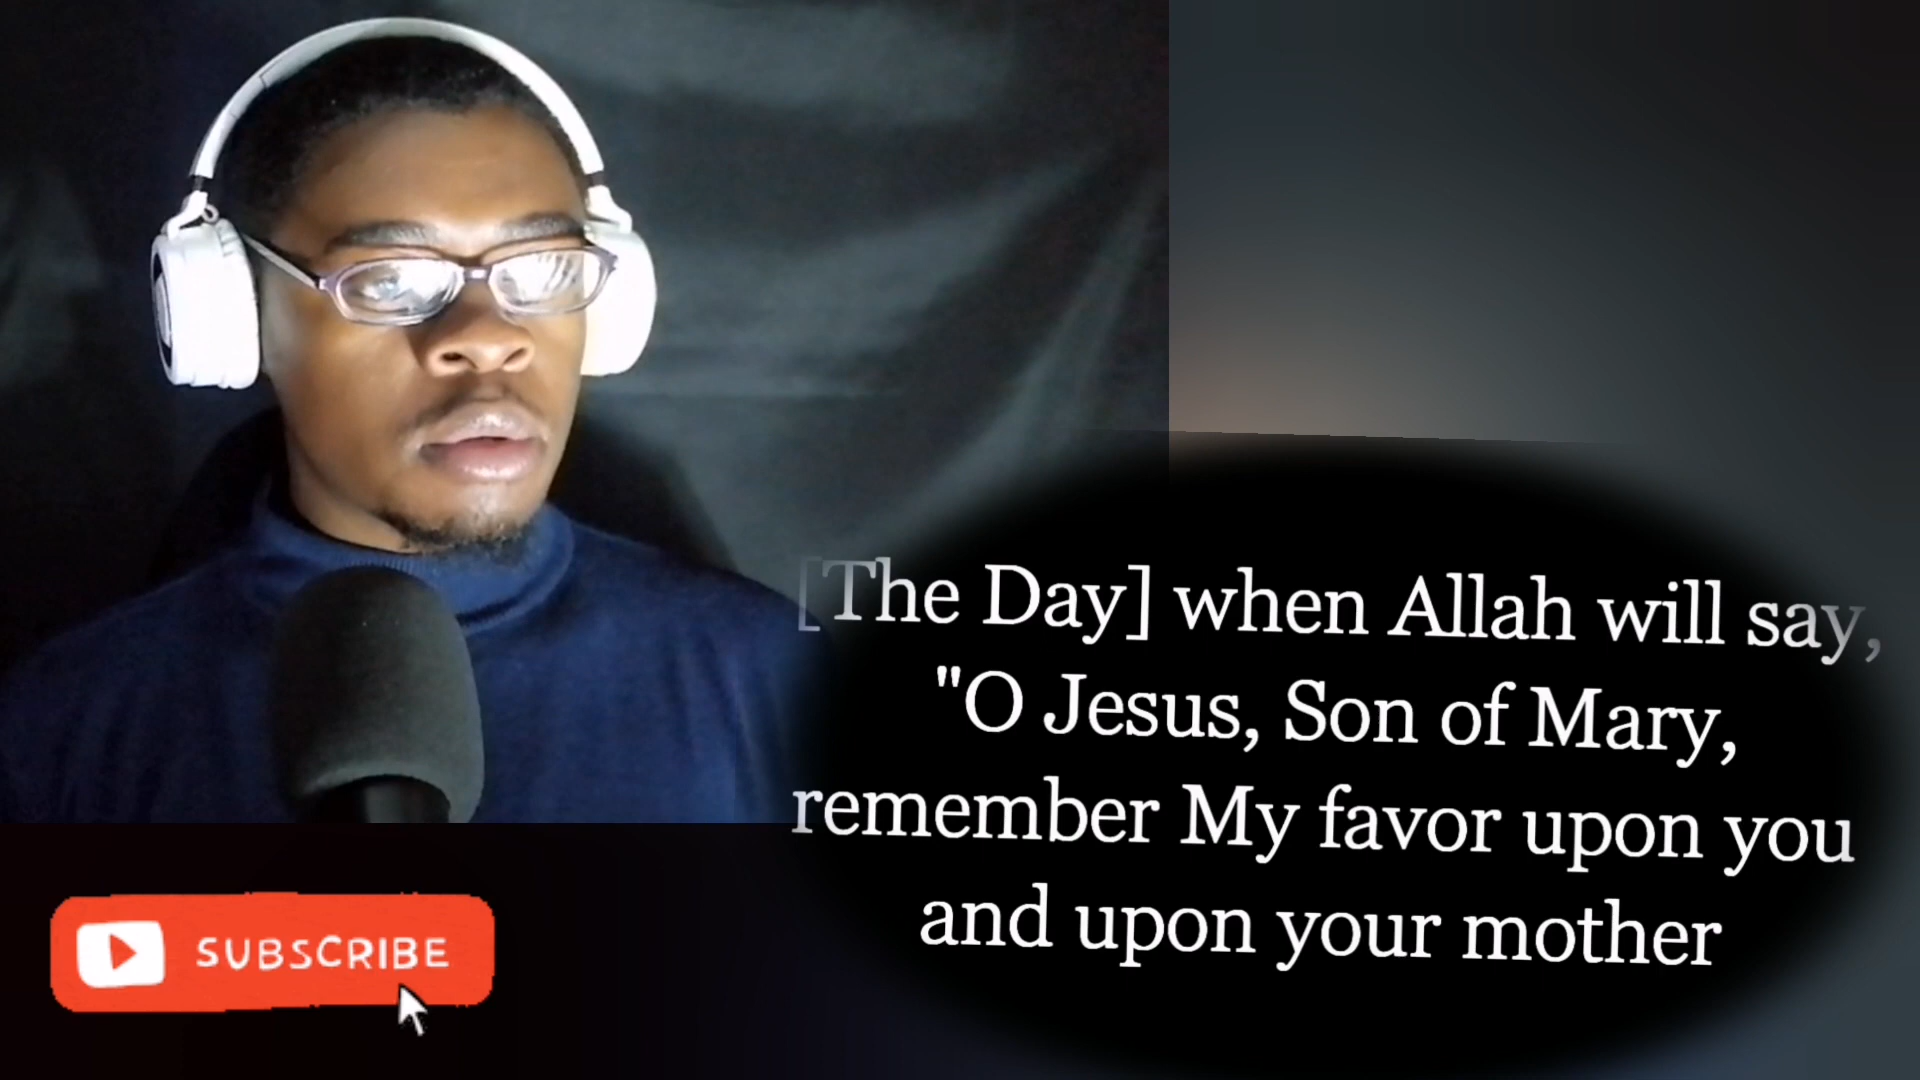 [The Day] when Allah will say,
"O Jesus, Son of Mary,
remember My favor upon you
and upon your mother
SUBSCRIBE